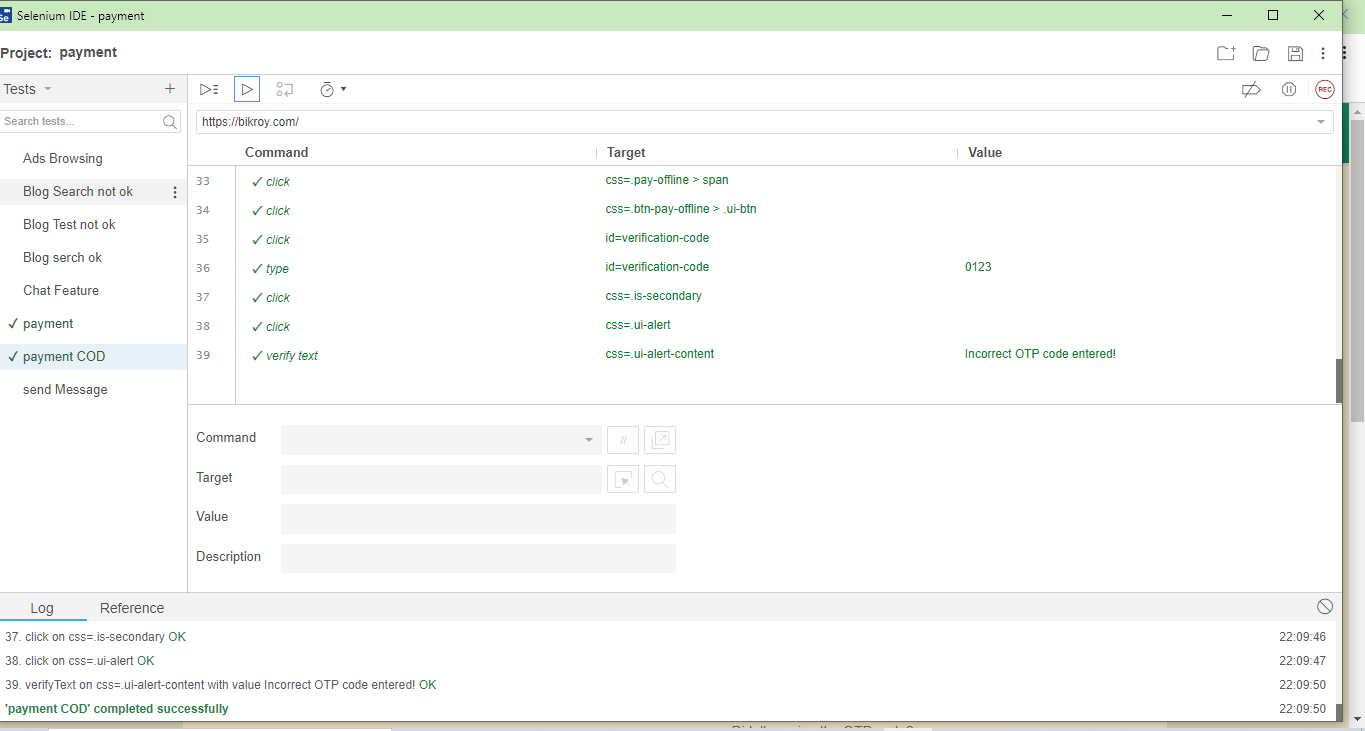 Se Selenium IDE - payment
Project: payment
Tests
Search tests...
Ads Browsing
Blog Search not ok
Blog Test not ok
Blog serch ok
Chat Feature
✓ payment
✓ payment COD
send Message
REC
https://bikroy.com/
Command Target Value
33 ✓ click css=.pay-offline > span
34 ✓ click css=.btn-pay-offline > .ui-btn
35 ✓ click id=verification-code
36 ✓ type id=verification-code 0123
37 ✓ click css=.is-secondary
38 ✓ click css=.ui-alert
39 ✓ verify text css=.ui-alert-content Incorrect OTP code entered!
Command //
Target
Value
Description
Log Reference
37. click on css=.is-secondary OK 22:09:46
38. click on css=.ui-alert OK 22:09:47
39. verifyText on css=.ui-alert-content with value Incorrect OTP code entered! OK 22:09:50
'payment COD' completed successfully 22:09:50